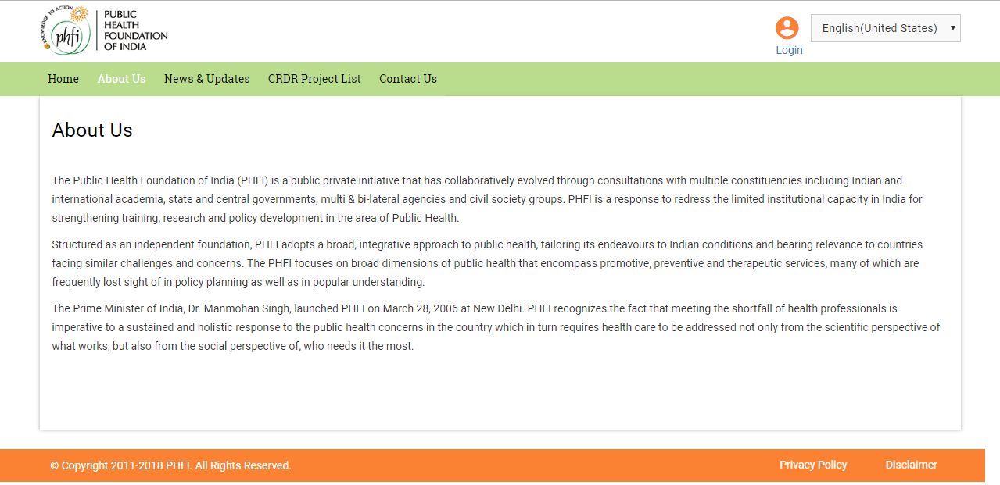 KNOWLEDGE TO ACTION
phfi
PUBLIC
HEALTH
FOUNDATION
OF INDIA
Login
English(United States)
Home About Us News & Updates CRDR Project List Contact Us
About Us
The Public Health Foundation of India (PHFI) is a public private initiative that has collaboratively evolved through consultations with multiple constituencies including Indian and
international academia, state and central governments, multi & bi-lateral agencies and civil society groups. PHFI is a response to redress the limited institutional capacity in India for
strengthening training, research and policy development in the area of Public Health.
Structured as an independent foundation, PHFI adopts a broad, integrative approach to public health, tailoring its endeavours to Indian conditions and bearing relevance to countries
facing similar challenges and concerns. The PHFI focuses on broad dimensions of public health that encompass promotive, preventive and therapeutic services, many of which are
frequently lost sight of in policy planning as well as in popular understanding.
The Prime Minister of India, Dr. Manmohan Singh, launched PHFI on March 28, 2006 at New Delhi. PHFI recognizes the fact that meeting the shortfall of health professionals is
imperative to a sustained and holistic response to the public health concerns in the country which in turn requires health care to be addressed not only from the scientific perspective of
what works, but also from the social perspective of, who needs it the most.
© Copyright 2011-2018 PHFI. All Rights Reserved. Privacy Policy Disclaimer